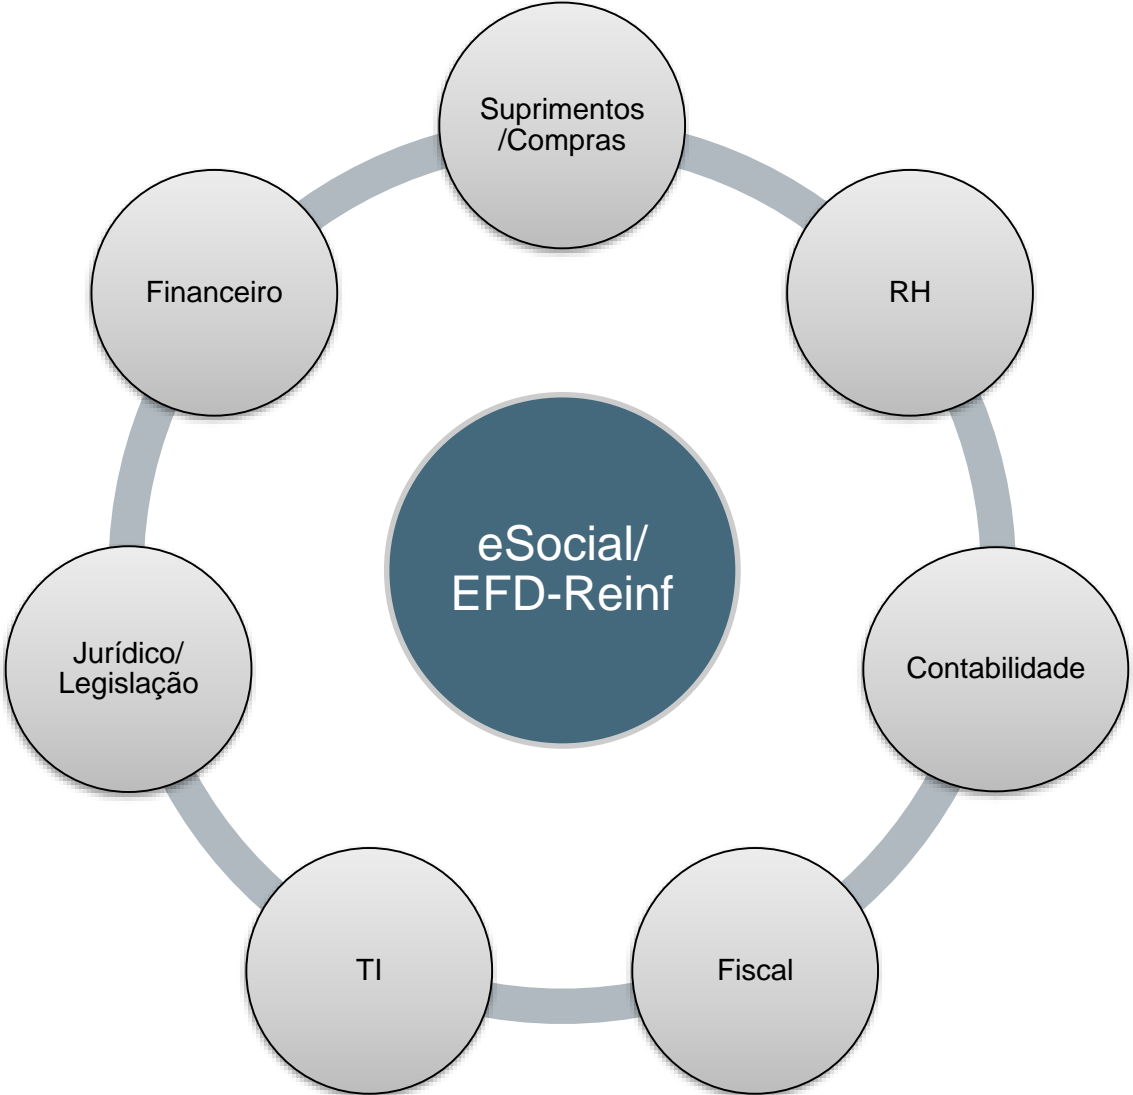 Suprimentos
/Compras
Financeiro
RH
eSocial/
EFD-Reinf
Jurídico/
Legislação
Contabilidade
TI
Fiscal